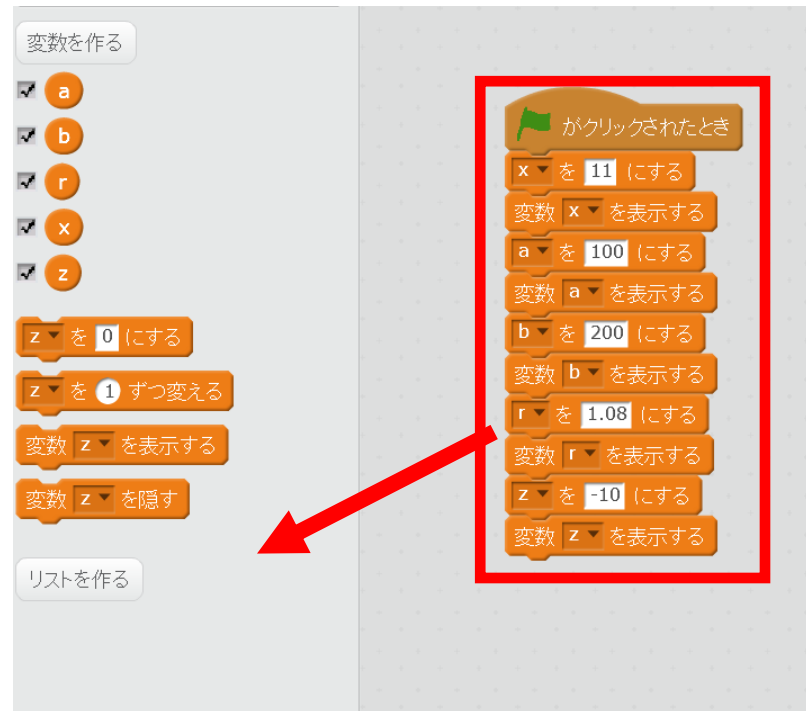 変数を作る
a
b
r
x
z
z を 0 にする
z を 1 ずつ変える
変数 z を表示する
変数 z を隠す
リストを作る
がクリックされたとき
x を 11 にする
変数 x を表示する
a を 100 にする
変数 a を表示する
b を 200 にする
変数 b を表示する
r を 1.08 にする
変数 r を表示する
z を -10 にする
変数 z を表示する